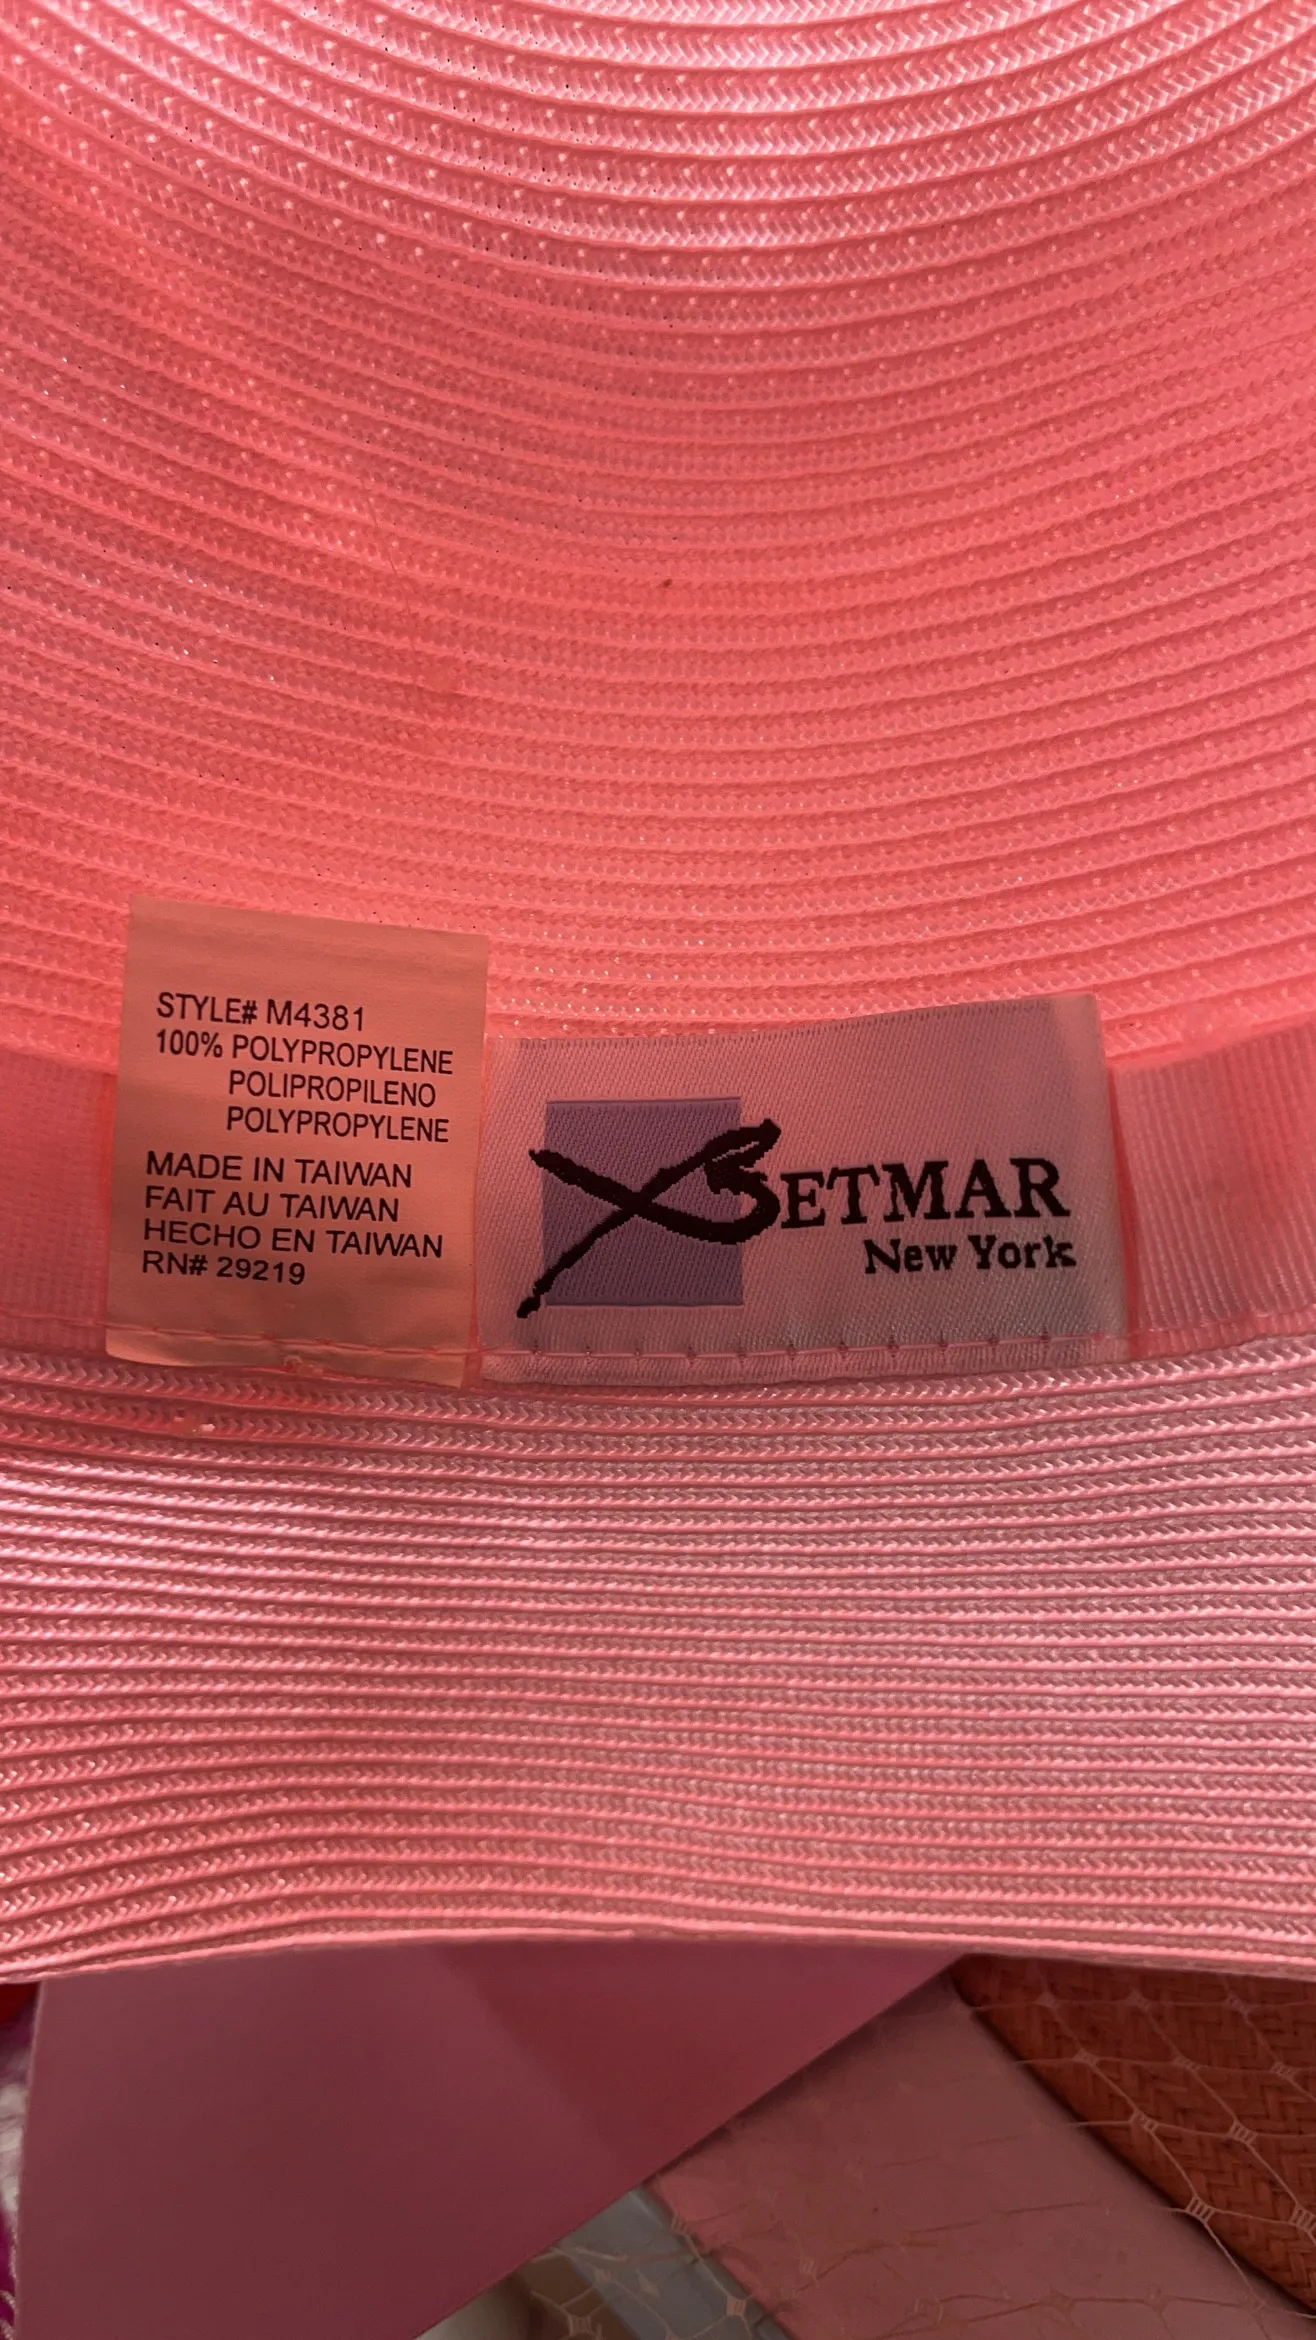 STYLE# M4381
100% POLYPROPYLENE
POLIPROPILENO
POLYPROPYLENE
MADE IN TAIWAN
FAIT AU TAIWAN
HECHO EN TAIWAN
RN# 29219
BETMAR
New York